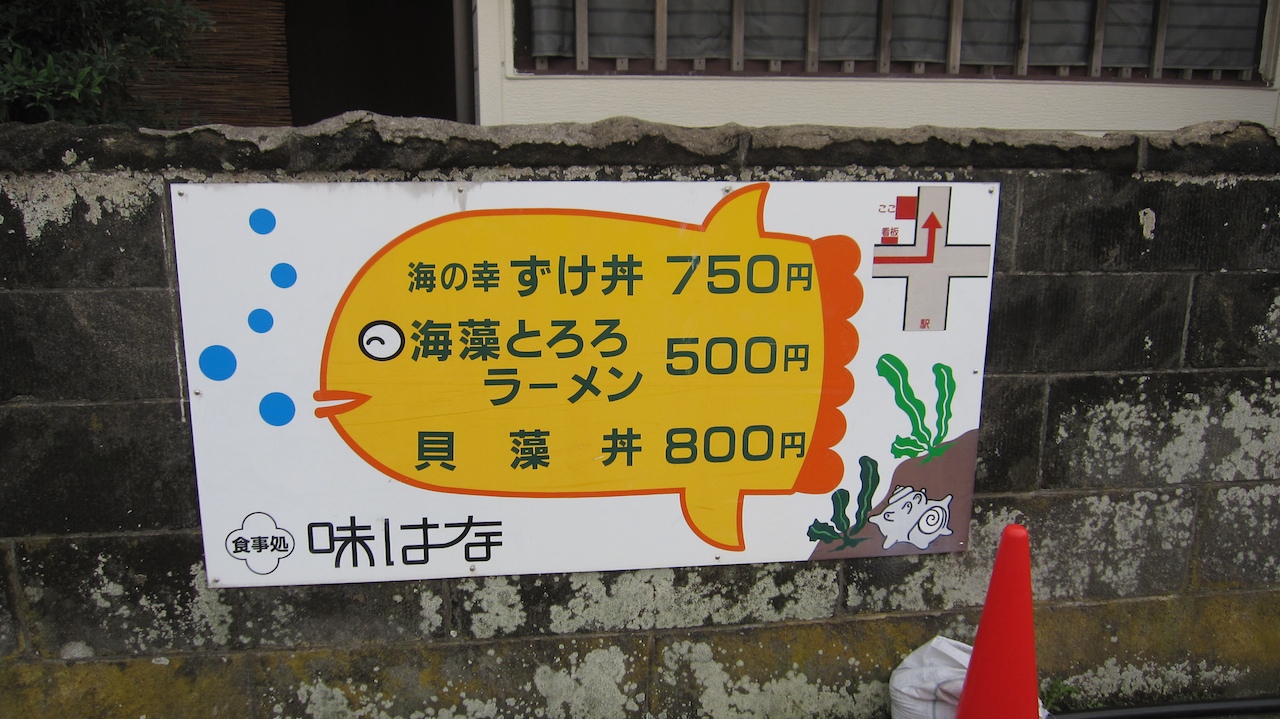 海の幸 ずけ丼 750円
海藻とろろ
ラーメン 500円
貝藻丼 800円
ここ
看板
駅
食事処 味はな